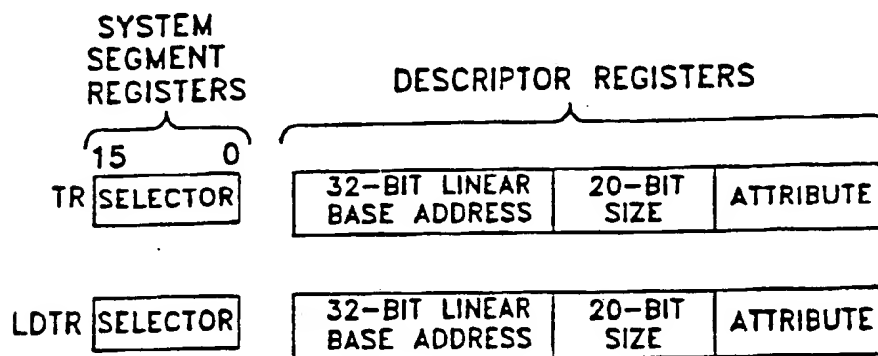 SYSTEM
SEGMENT
REGISTERS
DESCRIPTOR REGISTERS
15 0
TR SELECTOR 32-BIT LINEAR BASE ADDRESS 20-BIT SIZE ATTRIBUTE
LDTR SELECTOR 32-BIT LINEAR BASE ADDRESS 20-BIT SIZE ATTRIBUTE